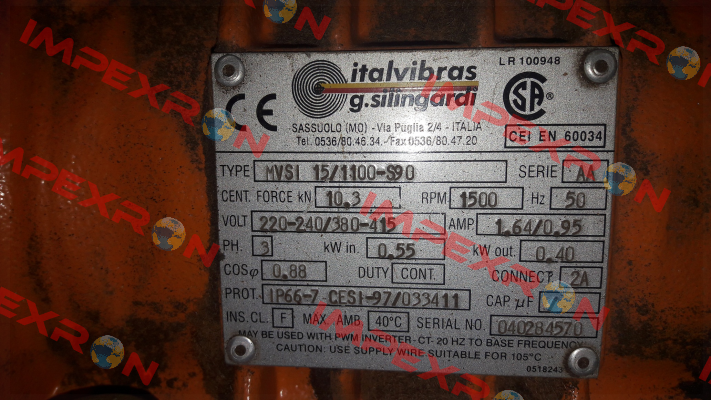 IMPEXRON
italvibras
g.silingardi
LR 100948
SASSUOLO (MO) - Via Puglia 2/4 - ITALIA
Tel. 0536/80.46.34. - Fax 0536/80.47.20
CE
SA
CEI EN 60034
TYPE MVSI 15/1100-S90 SERIE AA
CENT. FORCE kN 10.3 RPM 1500 Hz 50
VOLT 220-240/380-415 AMP. 1.64/0.95
PH. 3 kW in. 0.55 kW out. 0.40
COSφ 0.88 DUTY CONT. CONNECT. 2A
PROT. IP66-7 CESI-97/033411 CAP. µF
INS. CL. F MAX. AMB. 40°C SERIAL NO. 040284570
MAY BE USED WITH PWM INVERTER -CT- 20 HZ TO BASE FREQUENCY
CAUTION: USE SUPPLY WIRE SUITABLE FOR 105°C
0518243